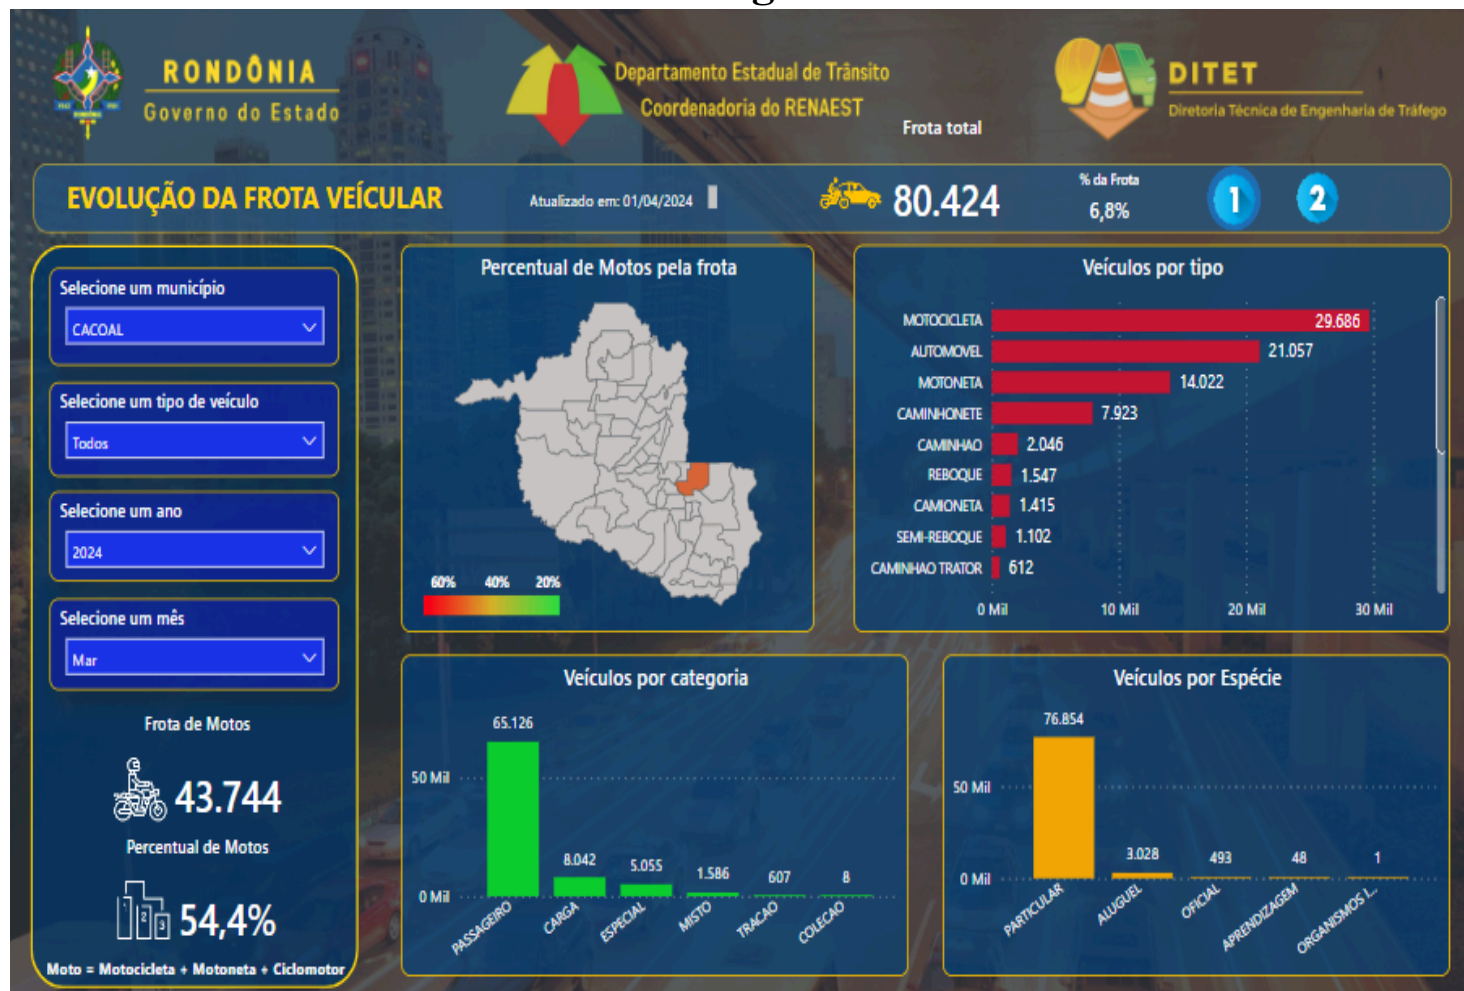 RONDÔNIA
Governo do Estado
Departamento Estadual de Trânsito
Coordenadoria do RENAEST
DITET
Diretoria Técnica de Engenharia de Tráfego
Frota total
EVOLUÇÃO DA FROTA VEÍCULAR
Atualizado em: 01/04/2024
80.424
% da Frota
6,8%
1
2
Selecione um município
CACOAL
Selecione um tipo de veículo
Todos
Selecione um ano
2024
Selecione um mês
Mar
Frota de Motos
43.744
Percentual de Motos
1
2
3
54,4%
Moto = Motocicleta + Motoneta + Ciclomotor
Percentual de Motos pela frota
60% 40% 20%
Veículos por tipo
MOTOCICLETA 29.686
AUTOMOVEL 21.057
MOTONETA 14.022
CAMINHONETE 7.923
CAMINHAO 2.046
REBOQUE 1.547
CAMIONETA 1.415
SEMI-REBOQUE 1.102
CAMINHAO TRATOR 612
0 Mil 10 Mil 20 Mil 30 Mil
Veículos por categoria
65.126
50 Mil
8.042 5.055 1.586 607 8
0 Mil
PASSAGEIRO CARGA ESPECIAL MISTO TRACAO COLECAO
Veículos por Espécie
76.854
50 Mil
3.028 493 48 1
0 Mil
PARTICULAR ALUGUEL OFICIAL APRENDIZAGEM ORGANISMOS I...